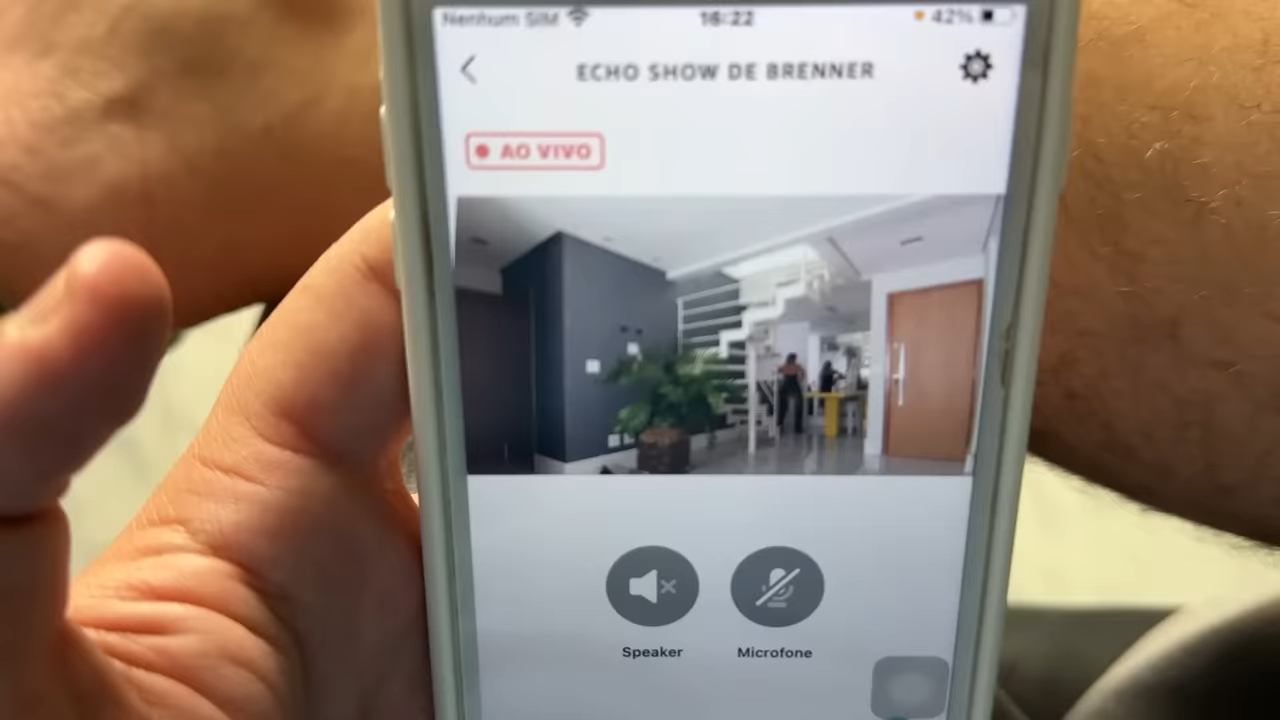 Nenhum SIM 16:22 42%
ECHO SHOW DE BRENNER
AO VIVO
Speaker Microfone